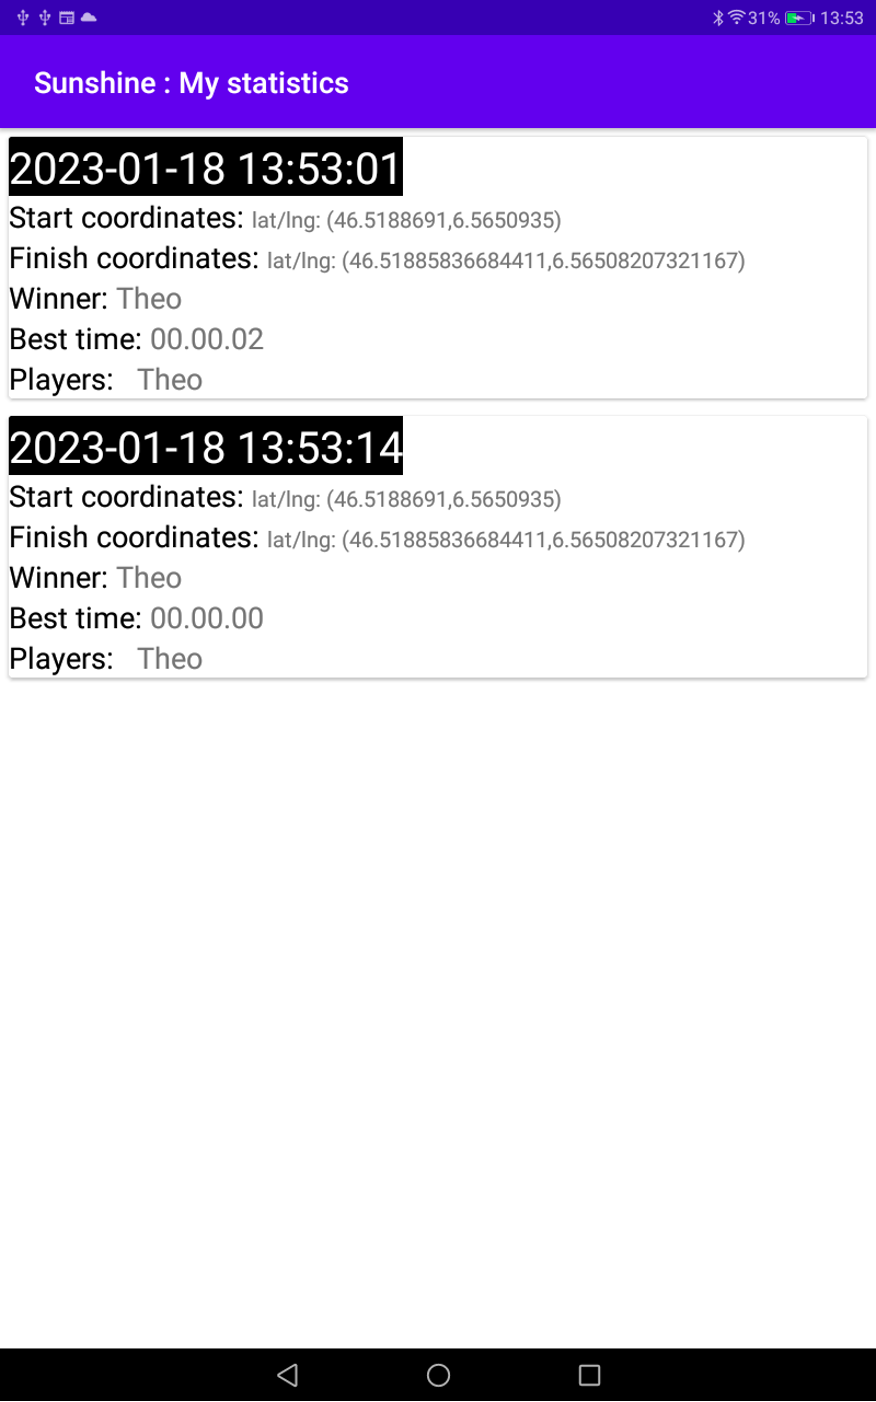 31% 13:53
Sunshine : My statistics
2023-01-18 13:53:01
Start coordinates: lat/lng: (46.5188691,6.5650935)
Finish coordinates: lat/lng: (46.51885836684411,6.56508207321167)
Winner: Theo
Best time: 00.00.02
Players: Theo
2023-01-18 13:53:14
Start coordinates: lat/lng: (46.5188691,6.5650935)
Finish coordinates: lat/lng: (46.51885836684411,6.56508207321167)
Winner: Theo
Best time: 00.00.00
Players: Theo